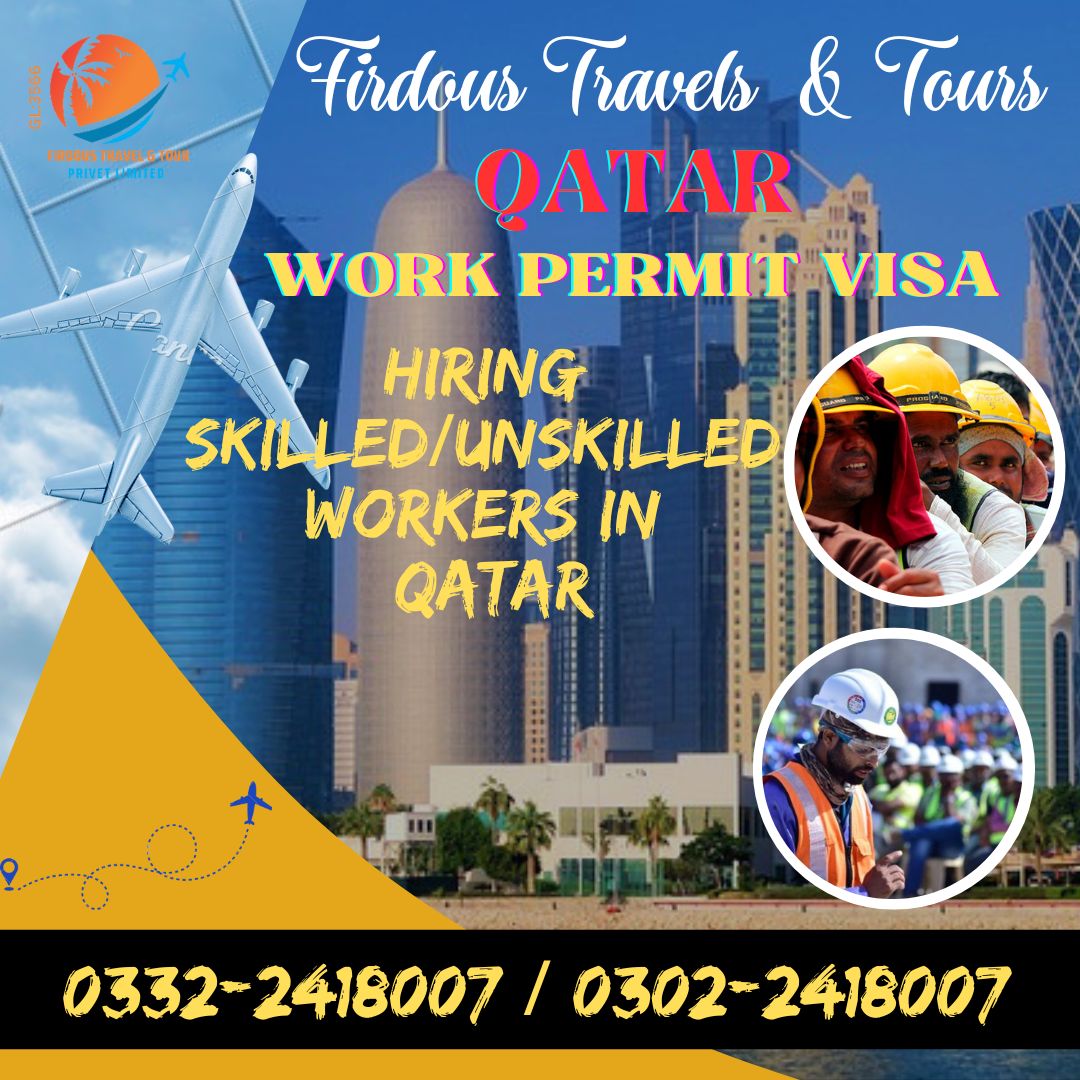 GL:3566
FIRDOUS TRAVEL & TOUR
PRIVET LIMITED
Firdous Travels & Tours
QATAR
WORK PERMIT VISA
HIRING
SKILLED/UNSKILLED
WORKERS IN
QATAR
0332-2418007 / 0302-2418007